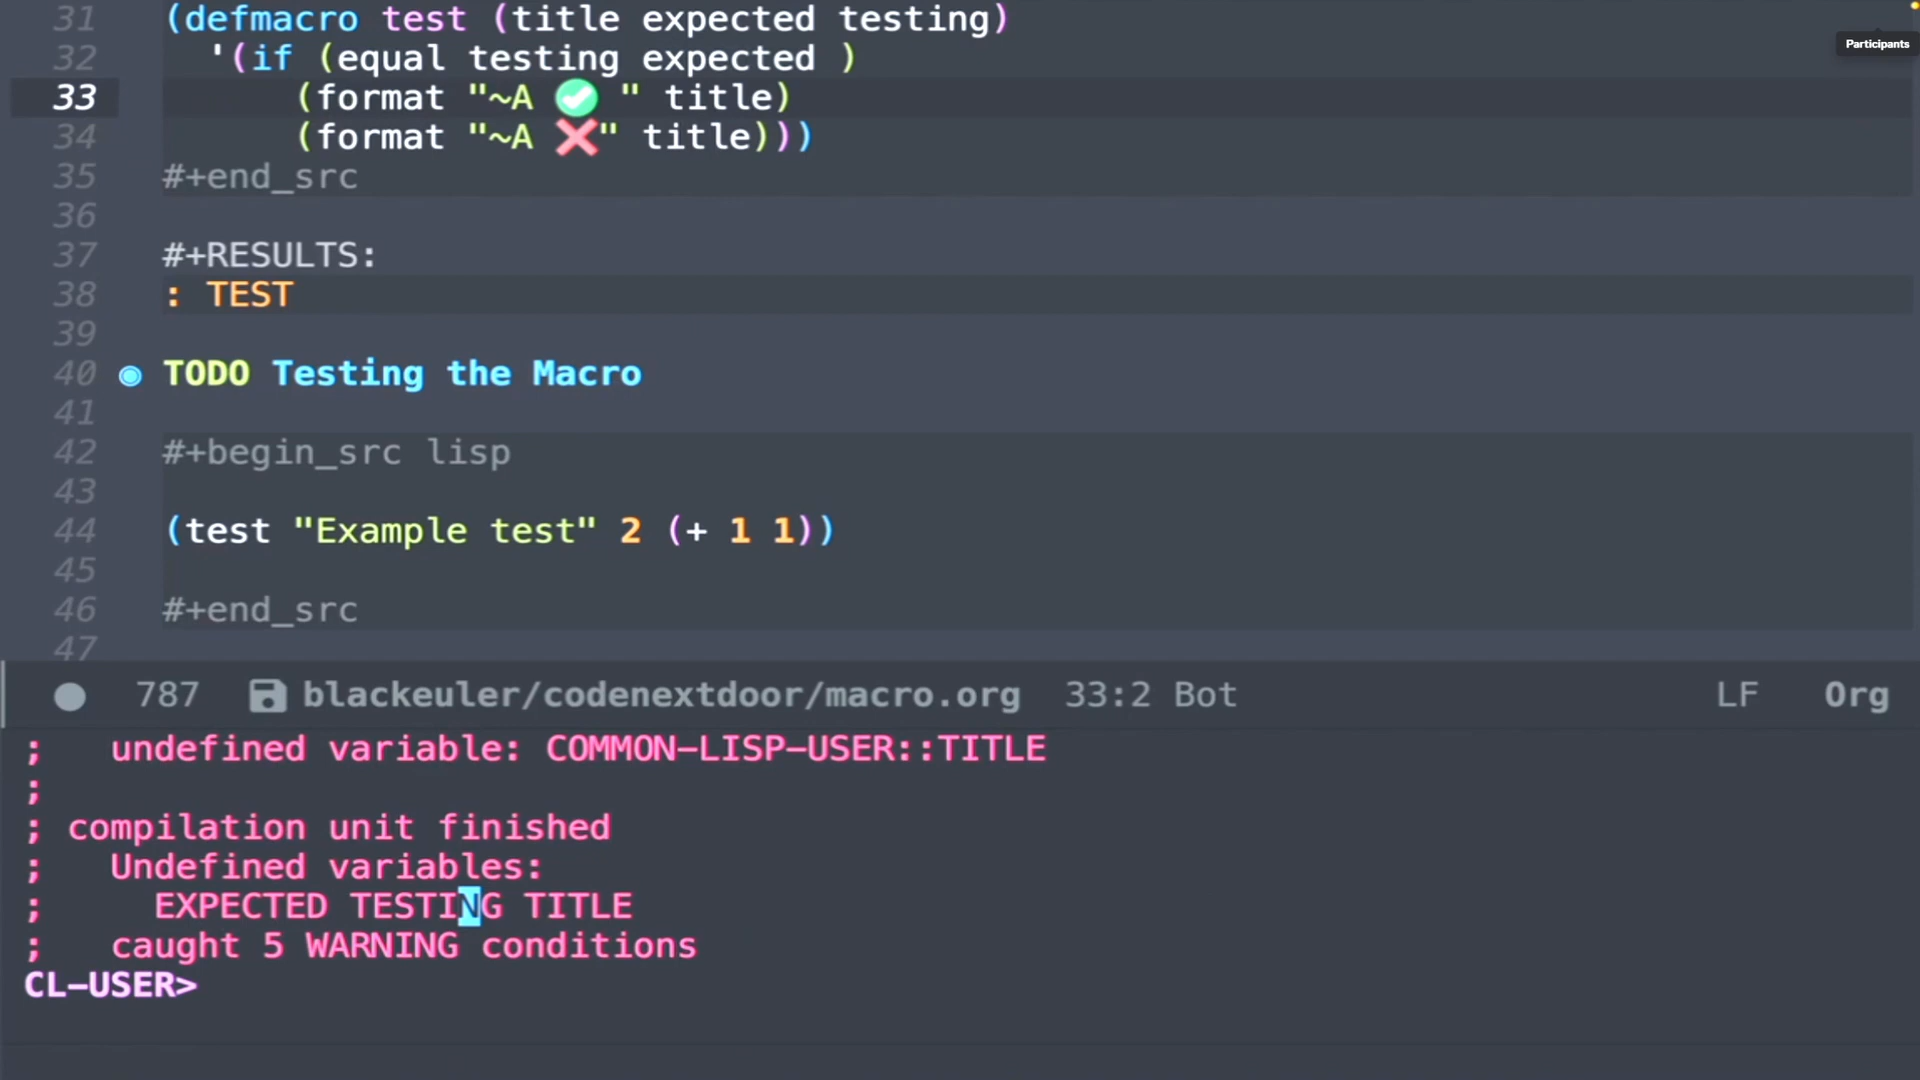 31 (defmacro test (title expected testing)
32 '(if (equal testing expected )
33 (format "~A ✅ " title)
34 (format "~A ❌" title)))
35 #+end_src
36
37 #+RESULTS:
38 : TEST
39
40 ◉ TODO Testing the Macro
41
42 #+begin_src lisp
43
44 (test "Example test" 2 (+ 1 1))
45
46 #+end_src
47
Participants
787 blackeuler/codenextdoor/macro.org 33:2 Bot LF Org
; undefined variable: COMMON-LISP-USER::TITLE
;
; compilation unit finished
; Undefined variables:
; EXPECTED TESTING TITLE
; caught 5 WARNING conditions
CL-USER>